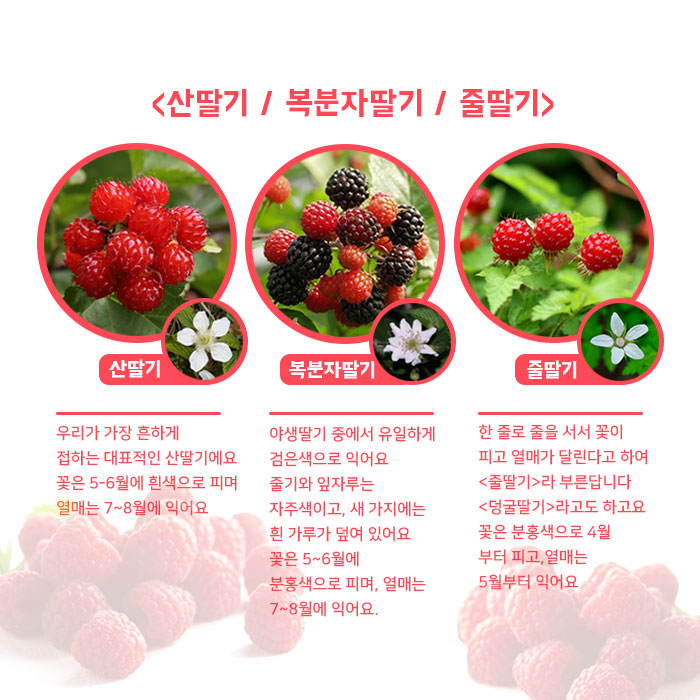 <산딸기 / 복분자딸기 / 줄딸기>
산딸기
우리가 가장 흔하게
접하는 대표적인 산딸기에요
꽃은 5-6월에 흰색으로 피며
열매는 7~8월에 익어요
복분자딸기
야생딸기 중에서 유일하게
검은색으로 익어요
줄기와 잎자루는
자주색이고, 새 가지에는
흰 가루가 덮여 있어요
꽃은 5~6월에
분홍색으로 피며, 열매는
7~8월에 익어요.
줄딸기
한 줄로 줄을 서서 꽃이
피고 열매가 달린다고 하여
<줄딸기>라 부른답니다
<덩굴딸기>라고도 하고요
꽃은 분홍색으로 4월
부터 피고,열매는
5월부터 익어요